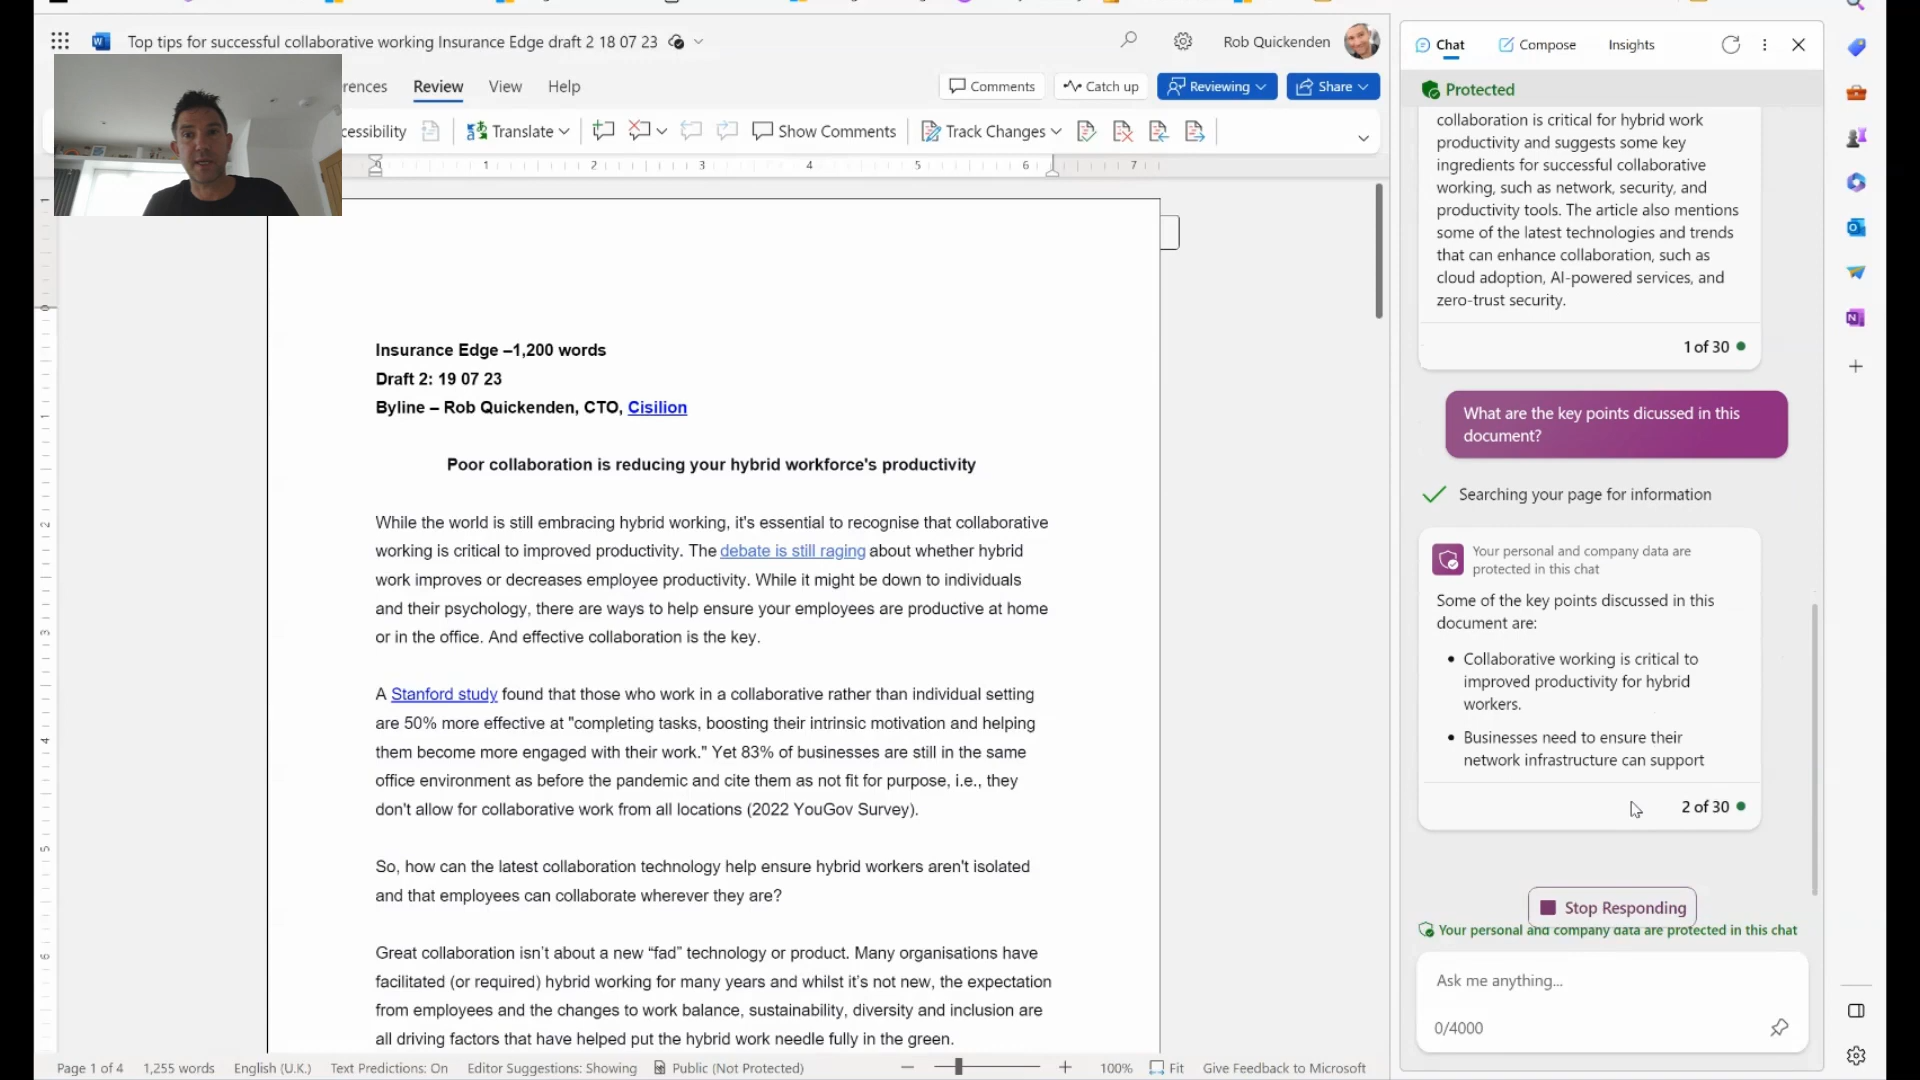 Top tips for successful collaborative working Insurance Edge draft 2 18 07 23
Rob Quickenden
rences
Review
View
Help
Comments
Catch up
Reviewing
Share
cessibility
Translate
Show Comments
Track Changes
1 2 3 4 5 6 7
Insurance Edge –1,200 words
Draft 2: 19 07 23
Byline – Rob Quickenden, CTO, Cisilion
Poor collaboration is reducing your hybrid workforce's productivity
While the world is still embracing hybrid working, it's essential to recognise that collaborative
working is critical to improved productivity. The debate is still raging about whether hybrid
work improves or decreases employee productivity. While it might be down to individuals
and their psychology, there are ways to help ensure your employees are productive at home
or in the office. And effective collaboration is the key.
A Stanford study found that those who work in a collaborative rather than individual setting
are 50% more effective at "completing tasks, boosting their intrinsic motivation and helping
them become more engaged with their work." Yet 83% of businesses are still in the same
office environment as before the pandemic and cite them as not fit for purpose, i.e., they
don't allow for collaborative work from all locations (2022 YouGov Survey).
So, how can the latest collaboration technology help ensure hybrid workers aren't isolated
and that employees can collaborate wherever they are?
Great collaboration isn't about a new “fad” technology or product. Many organisations have
facilitated (or required) hybrid working for many years and whilst it's not new, the expectation
from employees and the changes to work balance, sustainability, diversity and inclusion are
all driving factors that have helped put the hybrid work needle fully in the green.
Page 1 of 4
1,255 words
English (U.K.)
Text Predictions: On
Editor Suggestions: Showing
Public (Not Protected)
100%
Fit
Give Feedback to Microsoft
Chat
Compose
Insights
Protected
collaboration is critical for hybrid work
productivity and suggests some key
ingredients for successful collaborative
working, such as network, security, and
productivity tools. The article also mentions
some of the latest technologies and trends
that can enhance collaboration, such as
cloud adoption, AI-powered services, and
zero-trust security.
1 of 30
What are the key points dicussed in this
document?
Searching your page for information
Your personal and company data are
protected in this chat
Some of the key points discussed in this
document are:
• Collaborative working is critical to
improved productivity for hybrid
workers.
• Businesses need to ensure their
network infrastructure can support
2 of 30
Stop Responding
Your personal and company data are protected in this chat
Ask me anything...
0/4000